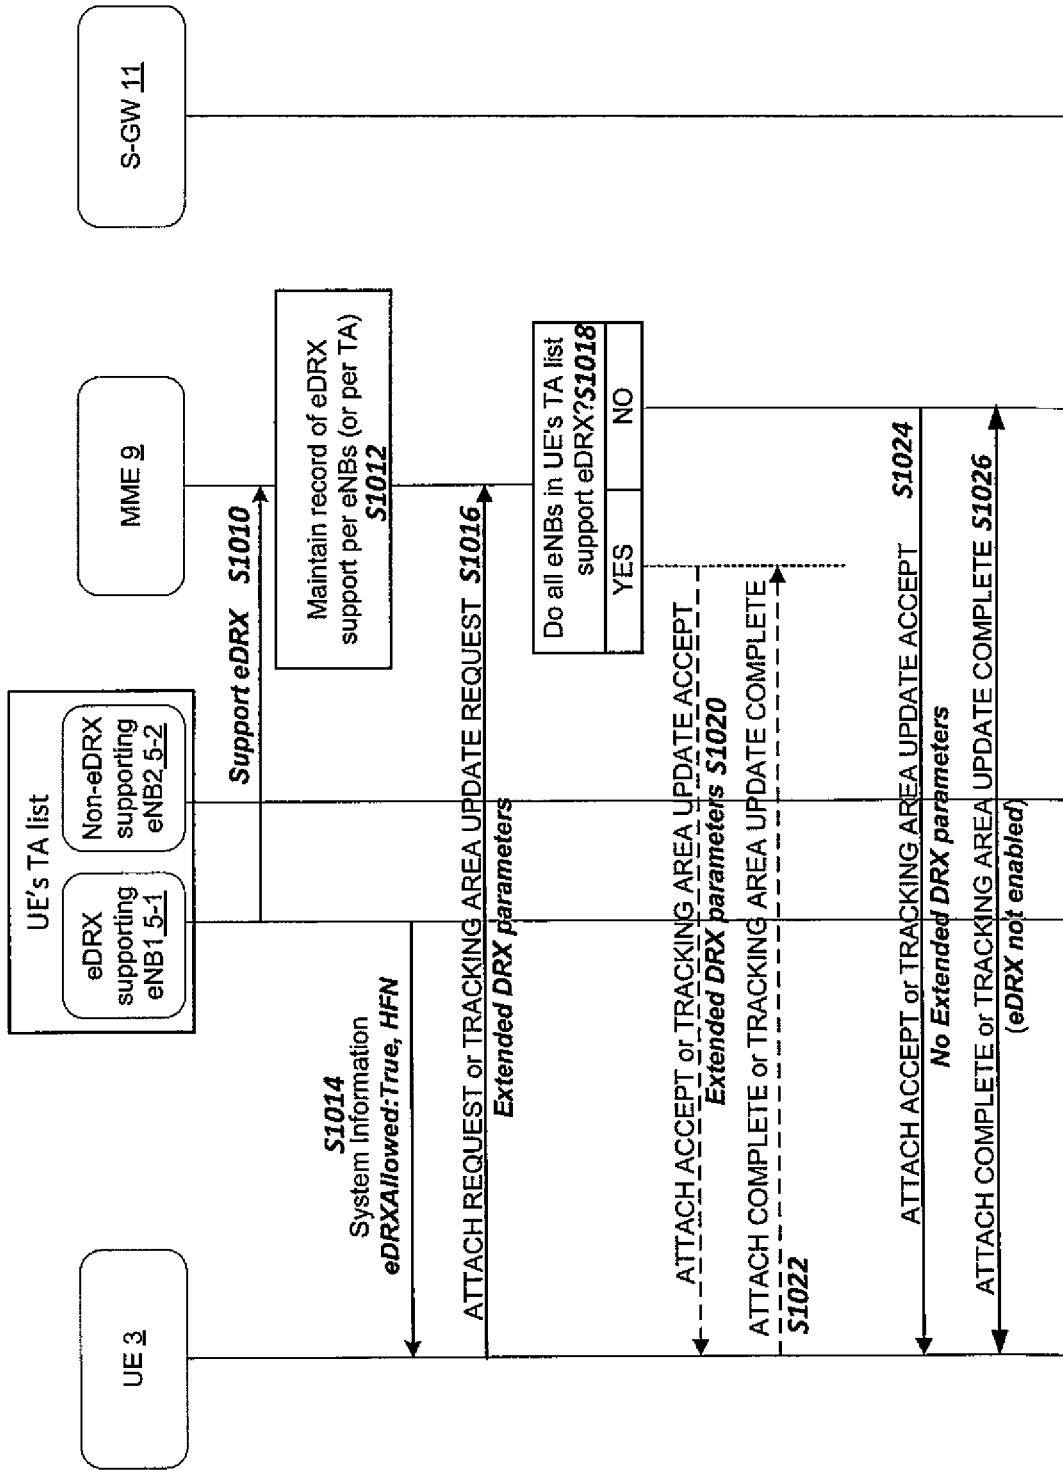 UE 3
UE's TA list
eDRX
supporting
eNB1 5-1
Non-eDRX
supporting
eNB2 5-2
MME 9
S-GW 11
Support eDRX S1010
Maintain record of eDRX
support per eNBs (or per TA)
S1012
S1014
System Information
eDRXAllowed:True, HFN
ATTACH REQUEST or TRACKING AREA UPDATE REQUEST S1016
Extended DRX parameters
Do all eNBs in UE's TA list
support eDRX?S1018
YES
NO
ATTACH ACCEPT or TRACKING AREA UPDATE ACCEPT
Extended DRX parameters S1020
ATTACH COMPLETE or TRACKING AREA UPDATE COMPLETE
S1022
ATTACH ACCEPT or TRACKING AREA UPDATE ACCEPT S1024
No Extended DRX parameters
ATTACH COMPLETE or TRACKING AREA UPDATE COMPLETE S1026
(eDRX not enabled)